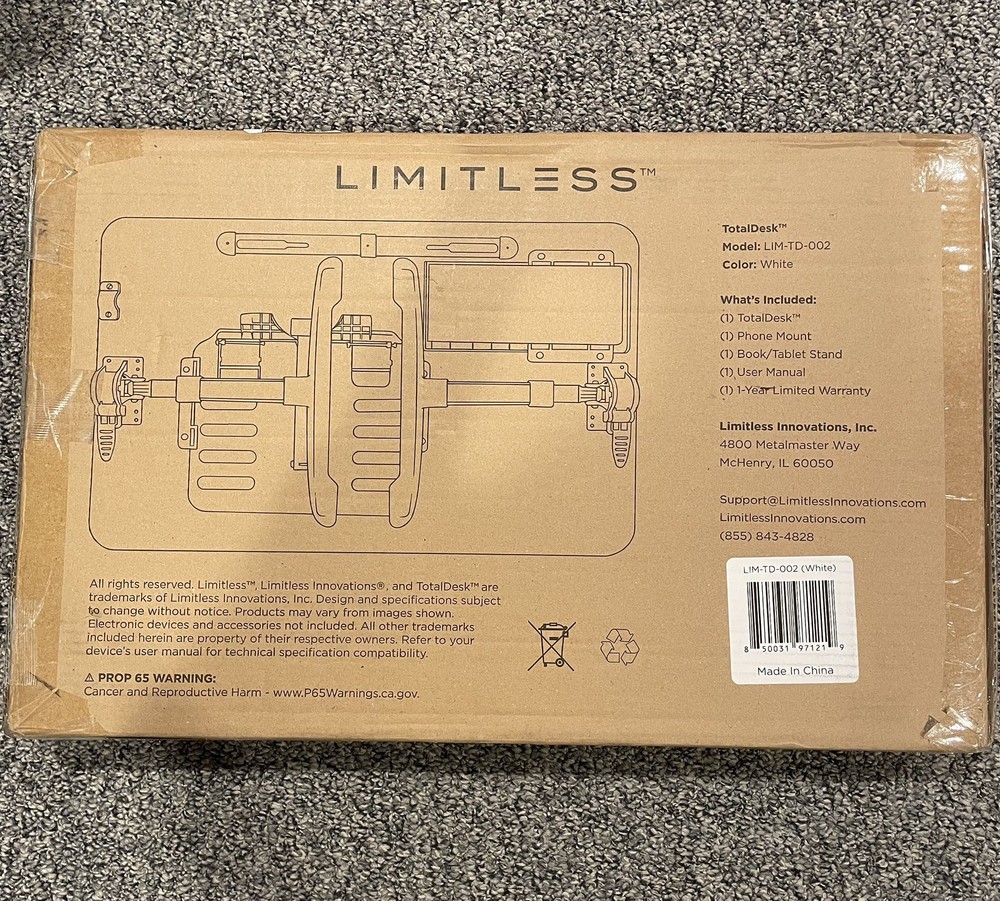 LIMITLESS™
TotalDesk™
Model: LIM-TD-002
Color: White
What's Included:
(1) TotalDesk™
(1) Phone Mount
(1) Book/Tablet Stand
(1) User Manual
(1) 1-Year Limited Warranty
Limitless Innovations, Inc.
4800 Metalmaster Way
McHenry, IL 60050
Support@LimitlessInnovations.com
LimitlessInnovations.com
(855) 843-4828
All rights reserved. Limitless™, Limitless Innovations®, and TotalDesk™ are
trademarks of Limitless Innovations, Inc. Design and specifications subject
to change without notice. Products may vary from images shown.
Electronic devices and accessories not included. All other trademarks
included herein are property of their respective owners. Refer to your
device's user manual for technical specification compatibility.
⚠ PROP 65 WARNING:
Cancer and Reproductive Harm - www.P65Warnings.ca.gov.
LIM-TD-002 (White)
8 50031 97121 9
Made In China